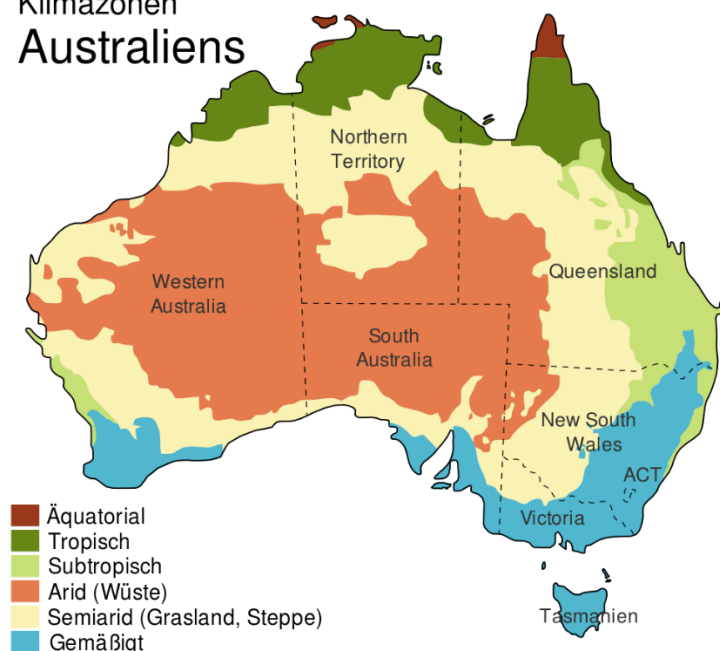 Klimazonen
Australiens
Northern
Territory
Western
Australia
Queensland
South
Australia
New South
Wales
ACT
Victoria
Tasmanien
Äquatorial
Tropisch
Subtropisch
Arid (Wüste)
Semiarid (Grasland, Steppe)
Gemäßigt